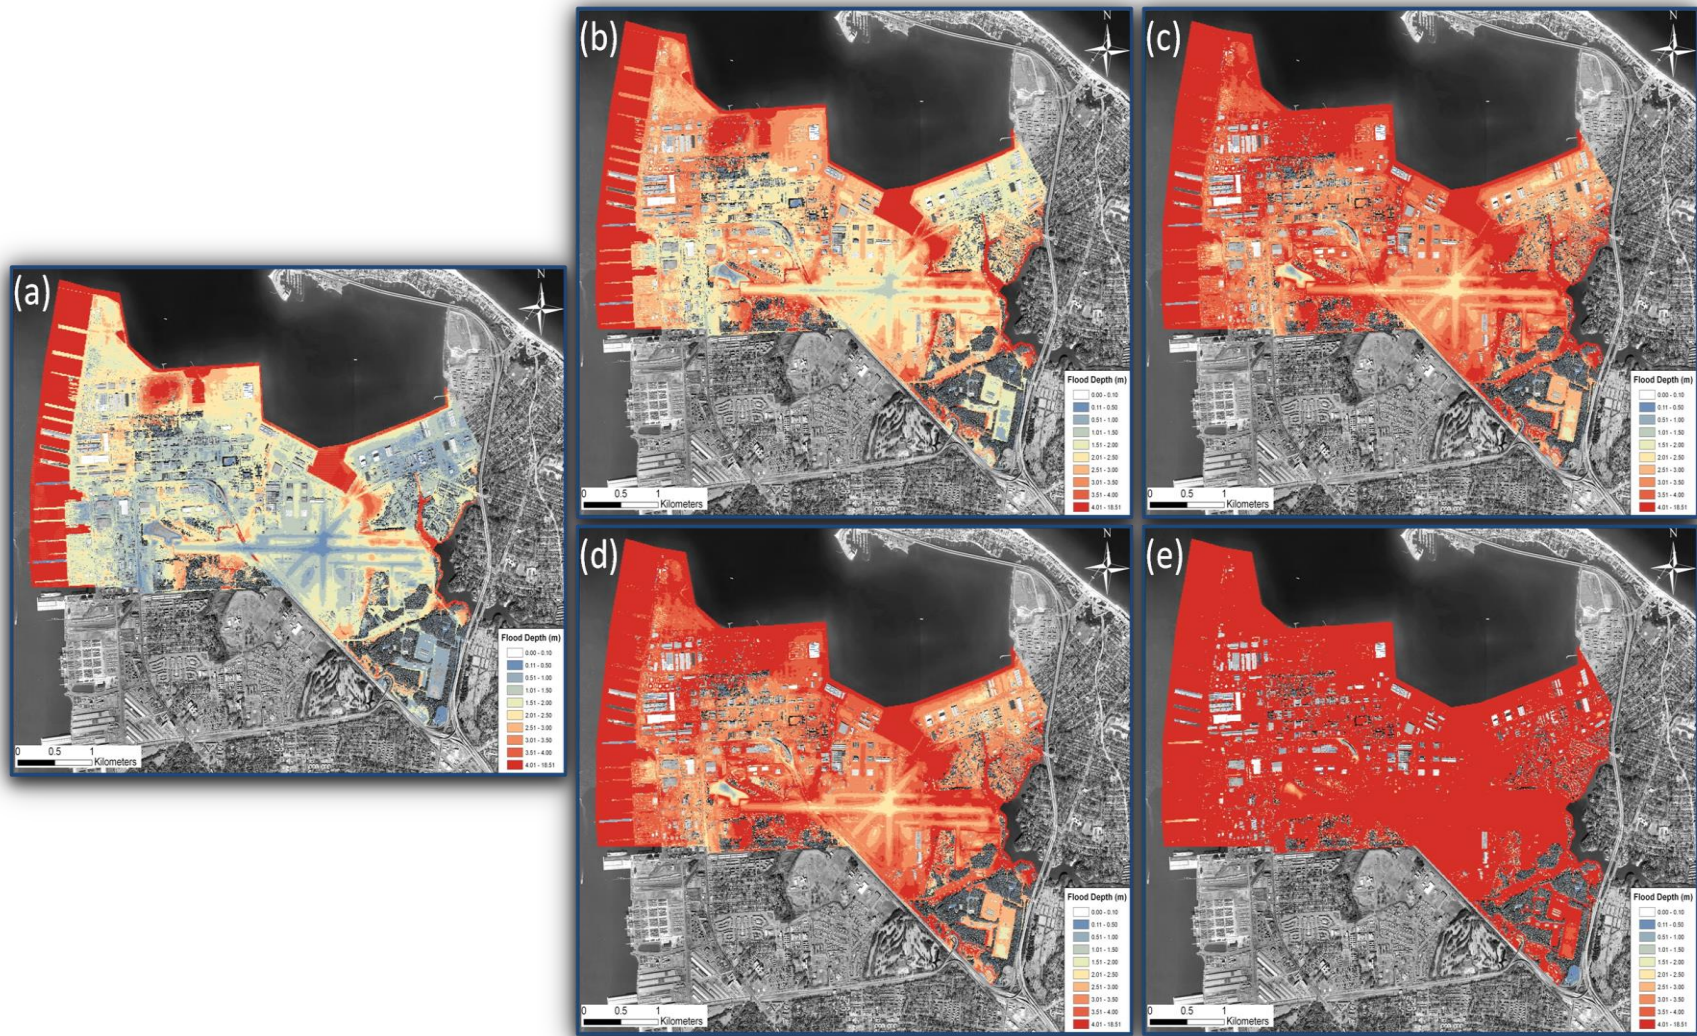 (b)
N
Flood Depth (m)
0.00 - 0.10
0.11 - 0.50
0.51 - 1.00
1.01 - 1.50
1.51 - 2.00
2.01 - 2.50
2.51 - 3.00
3.01 - 3.50
3.51 - 4.00
4.01 - 18.51
0 0.5 1
Kilometers
(c)
N
Flood Depth (m)
0.00 - 0.10
0.11 - 0.50
0.51 - 1.00
1.01 - 1.50
1.51 - 2.00
2.01 - 2.50
2.51 - 3.00
3.01 - 3.50
3.51 - 4.00
4.01 - 18.51
0 0.5 1
Kilometers
(a)
N
Flood Depth (m)
0.00 - 0.10
0.11 - 0.50
0.51 - 1.00
1.01 - 1.50
1.51 - 2.00
2.01 - 2.50
2.51 - 3.00
3.01 - 3.50
3.51 - 4.00
4.01 - 18.51
0 0.5 1
Kilometers
(d)
N
Flood Depth (m)
0.00 - 0.10
0.11 - 0.50
0.51 - 1.00
1.01 - 1.50
1.51 - 2.00
2.01 - 2.50
2.51 - 3.00
3.01 - 3.50
3.51 - 4.00
4.01 - 18.51
0 0.5 1
Kilometers
(e)
N
Flood Depth (m)
0.00 - 0.10
0.11 - 0.50
0.51 - 1.00
1.01 - 1.50
1.51 - 2.00
2.01 - 2.50
2.51 - 3.00
3.01 - 3.50
3.51 - 4.00
4.01 - 18.51
0 0.5 1
Kilometers